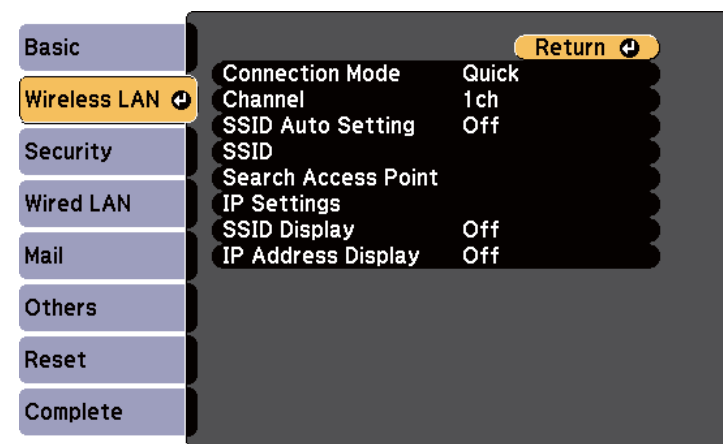 Basic
Wireless LAN
Security
Wired LAN
Mail
Others
Reset
Complete
Return
Connection Mode Quick
Channel 1ch
SSID Auto Setting Off
SSID
Search Access Point
IP Settings
SSID Display Off
IP Address Display Off